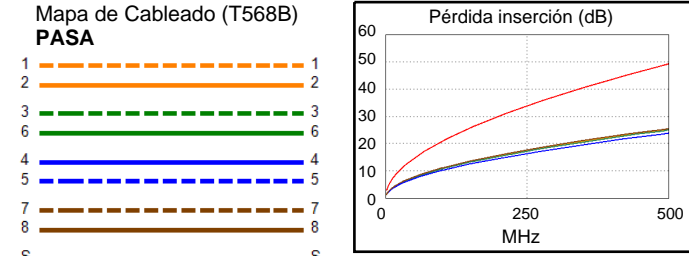 Mapa de Cableado (T568B)
PASA
1 1
2 2
3 3
6 6
4 4
5 5
7 7
8 8
S S
Pérdida inserción (dB)
60
50
40
30
20
10
0
0 250 500
MHz